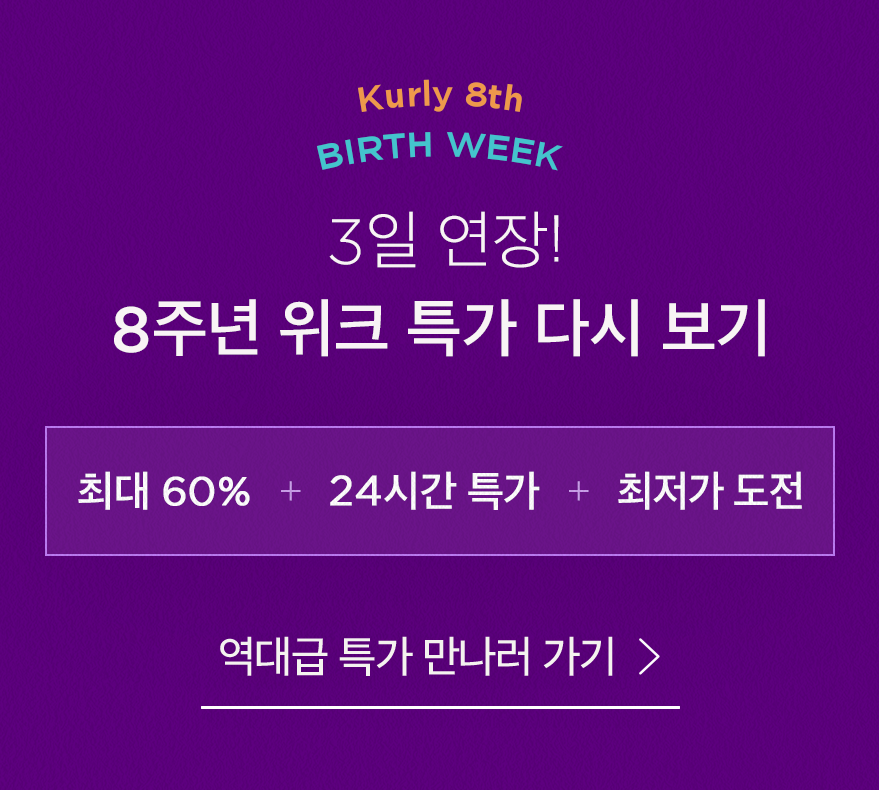 Kurly 8th
BIRTH WEEK
3일 연장!
8주년 위크 특가 다시 보기
최대 60% + 24시간 특가 + 최저가 도전
역대급 특가 만나러 가기 >